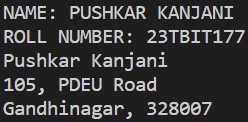 NAME: PUSHKAR KANJANI
ROLL NUMBER: 23TBIT177
Pushkar Kanjani
105, PDEU Road
Gandhinagar, 328007